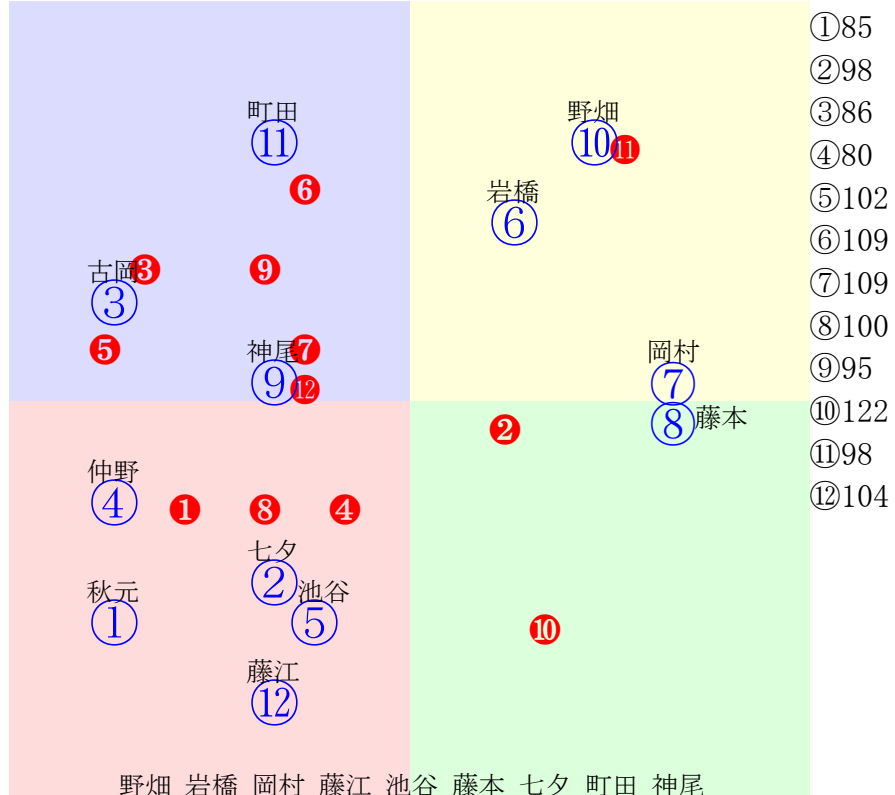 ①85
②98
③86
④80
⑤102
⑥109
⑦109
⑧100
⑨95
⑩122
⑪98
⑫104
町田
⑪
野畑
⑩
⓫
❻
岩橋
⑥
古岡
❸
❾
③
❺
神尾
❼
⑨
⓬
岡村
⑦
⑧藤本
❷
仲野
④
❶
❽
❹
七夕
②
秋元
①
池谷
⑤
❿
藤江
⑫
野畑 岩橋 岡村 藤江 池谷 藤本 七夕 町田 神尾